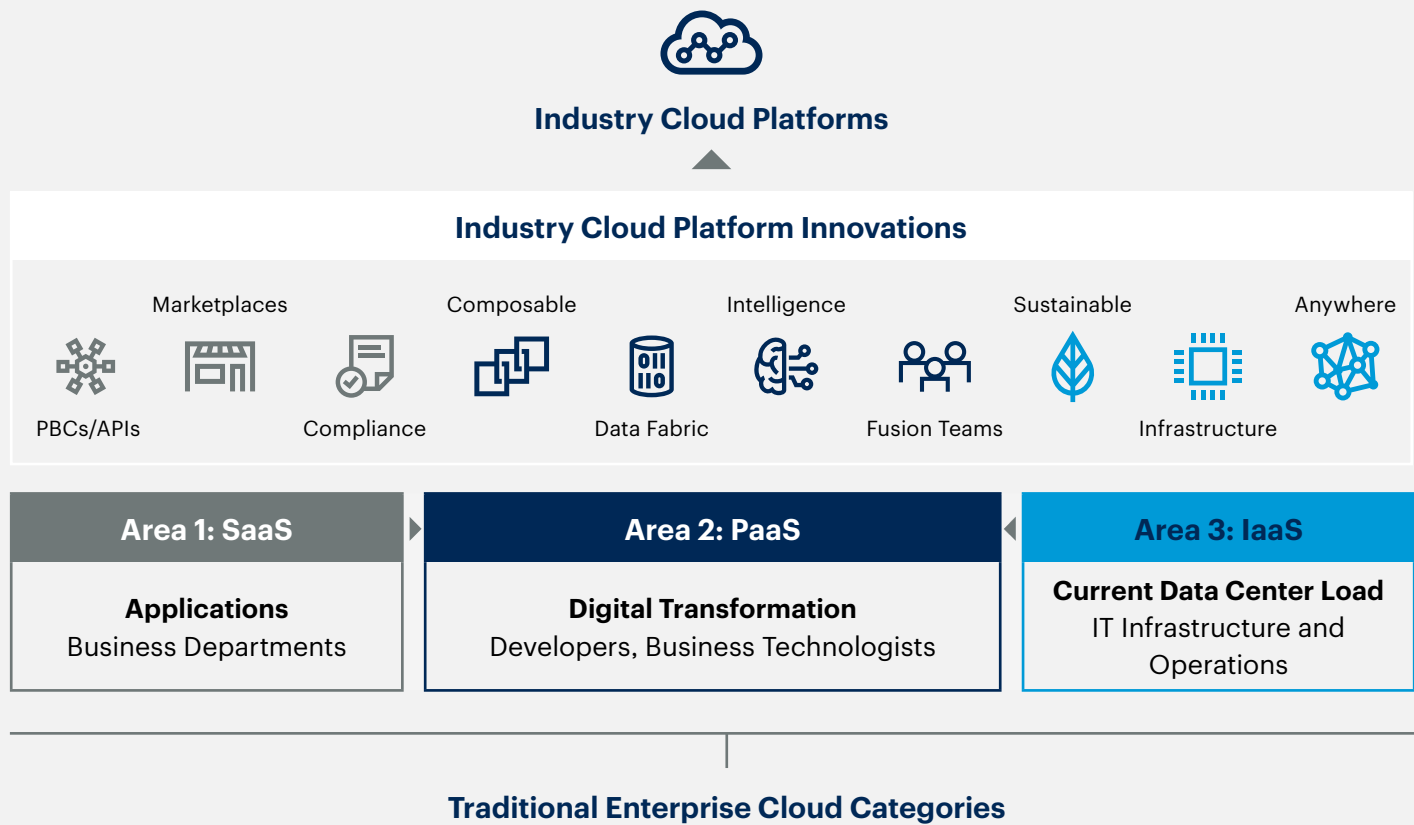 Industry Cloud Platforms
Industry Cloud Platform Innovations
Marketplaces
Composable
Intelligence
Sustainable
Anywhere
011
110
PBCs/APIs
Compliance
Data Fabric
Fusion Teams
Infrastructure
Area 1: SaaS
Area 2: PaaS
Area 3: IaaS
Applications
Business Departments
Digital Transformation
Developers, Business Technologists
Current Data Center Load
IT Infrastructure and
Operations
Traditional Enterprise Cloud Categories